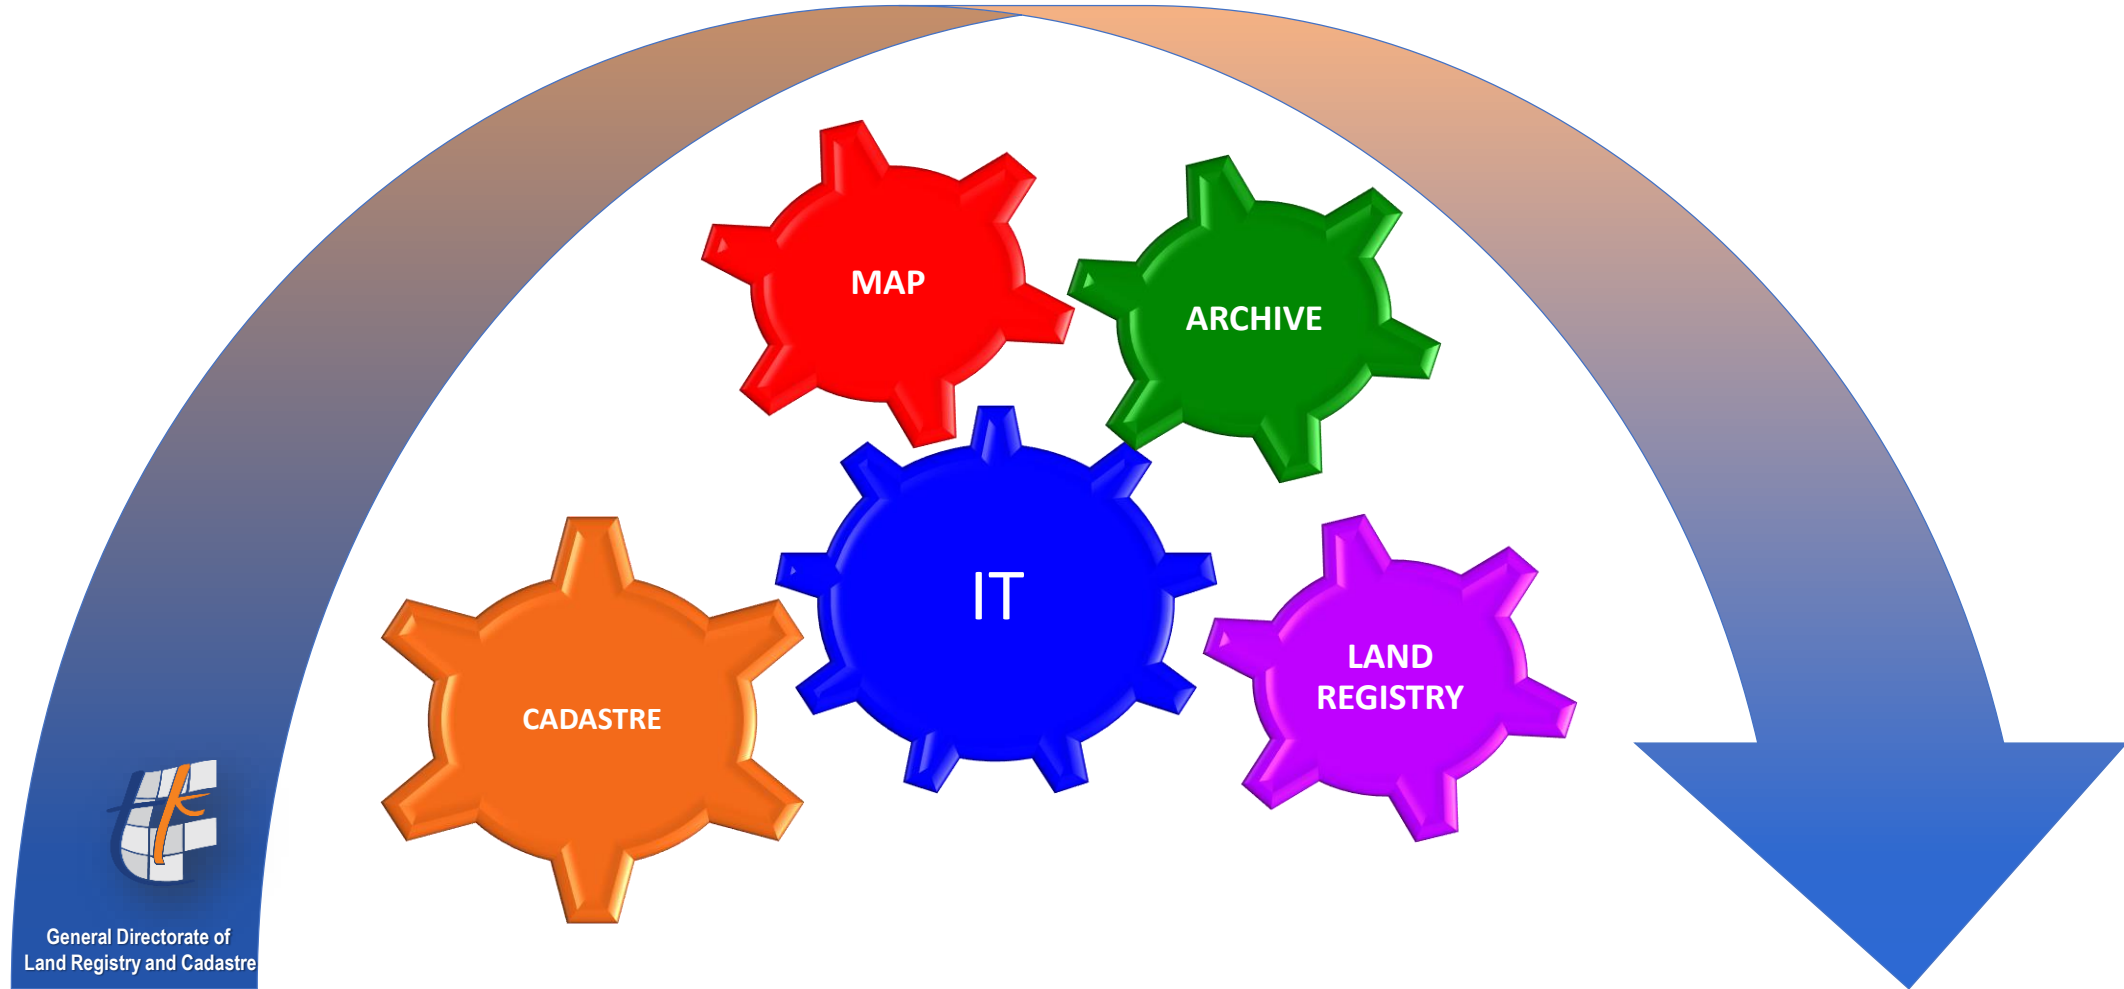 MAP
ARCHIVE
IT
LAND
REGISTRY
CADASTRE
General Directorate of
Land Registry and Cadastre